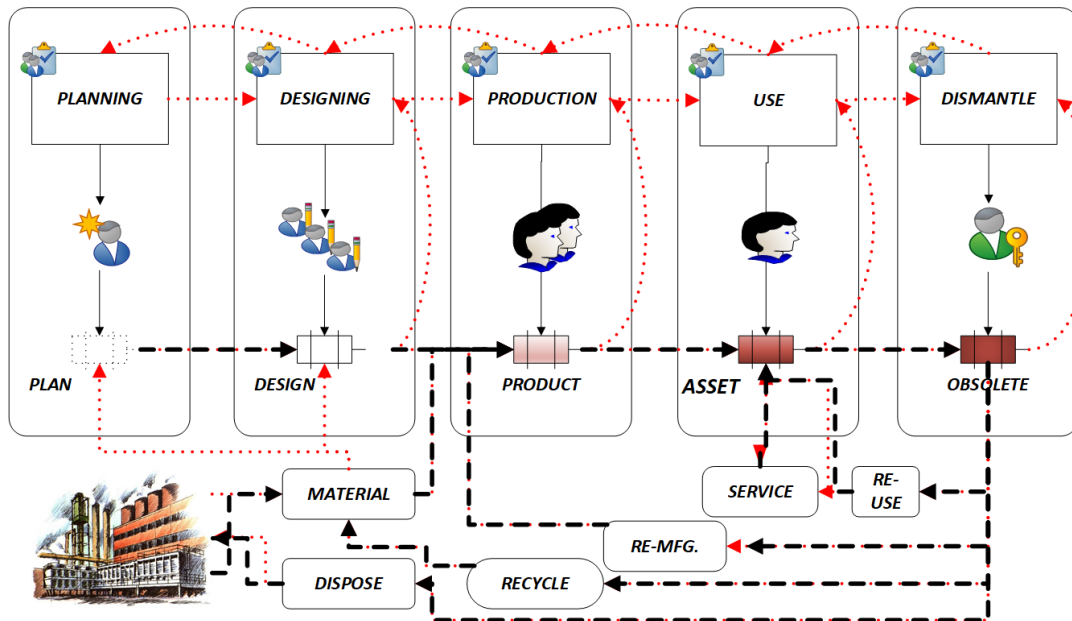 PLANNING
DESIGNING
PRODUCTION
USE
DISMANTLE
PLAN
DESIGN
PRODUCT
ASSET
OBSOLETE
MATERIAL
SERVICE
RE-
USE
RE-MFG.
DISPOSE
RECYCLE